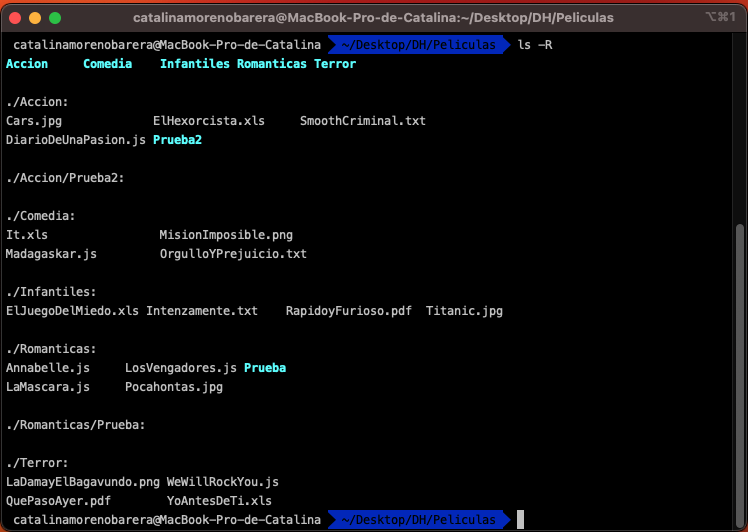 catalinamorenobarera@MacBook-Pro-de-Catalina:~/Desktop/DH/Peliculas ⌥⌘1
catalinamorenobarera@MacBook-Pro-de-Catalina ~/Desktop/DH/Peliculas ls -R
Accion Comedia Infantiles Romanticas Terror
./Accion:
Cars.jpg ElHexorcista.xls SmoothCriminal.txt
DiarioDeUnaPasion.js Prueba2
./Accion/Prueba2:
./Comedia:
It.xls MisionImposible.png
Madagaskar.js OrgulloYPrejuicio.txt
./Infantiles:
ElJuegoDelMiedo.xls Intenzamente.txt RapidoyFurioso.pdf Titanic.jpg
./Romanticas:
Annabelle.js LosVengadores.js Prueba
LaMascara.js Pocahontas.jpg
./Romanticas/Prueba:
./Terror:
LaDamayElBagavundo.png WeWillRockYou.js
QuePasoAyer.pdf YoAntesDeTi.xls
catalinamorenobarera@MacBook-Pro-de-Catalina ~/Desktop/DH/Peliculas